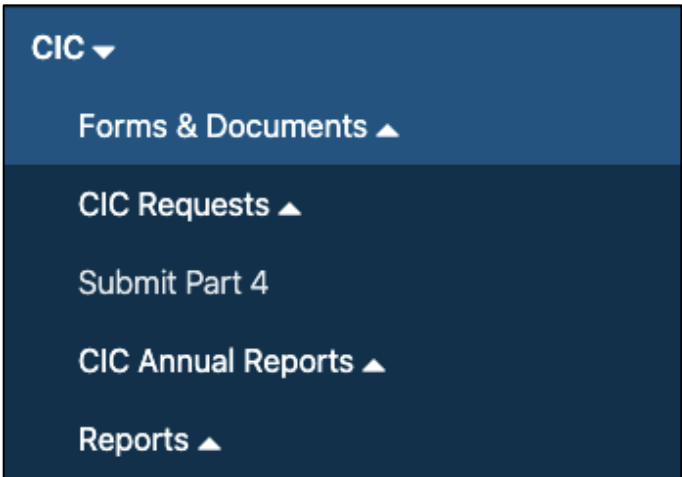 CIC
Forms & Documents
CIC Requests
Submit Part 4
CIC Annual Reports
Reports